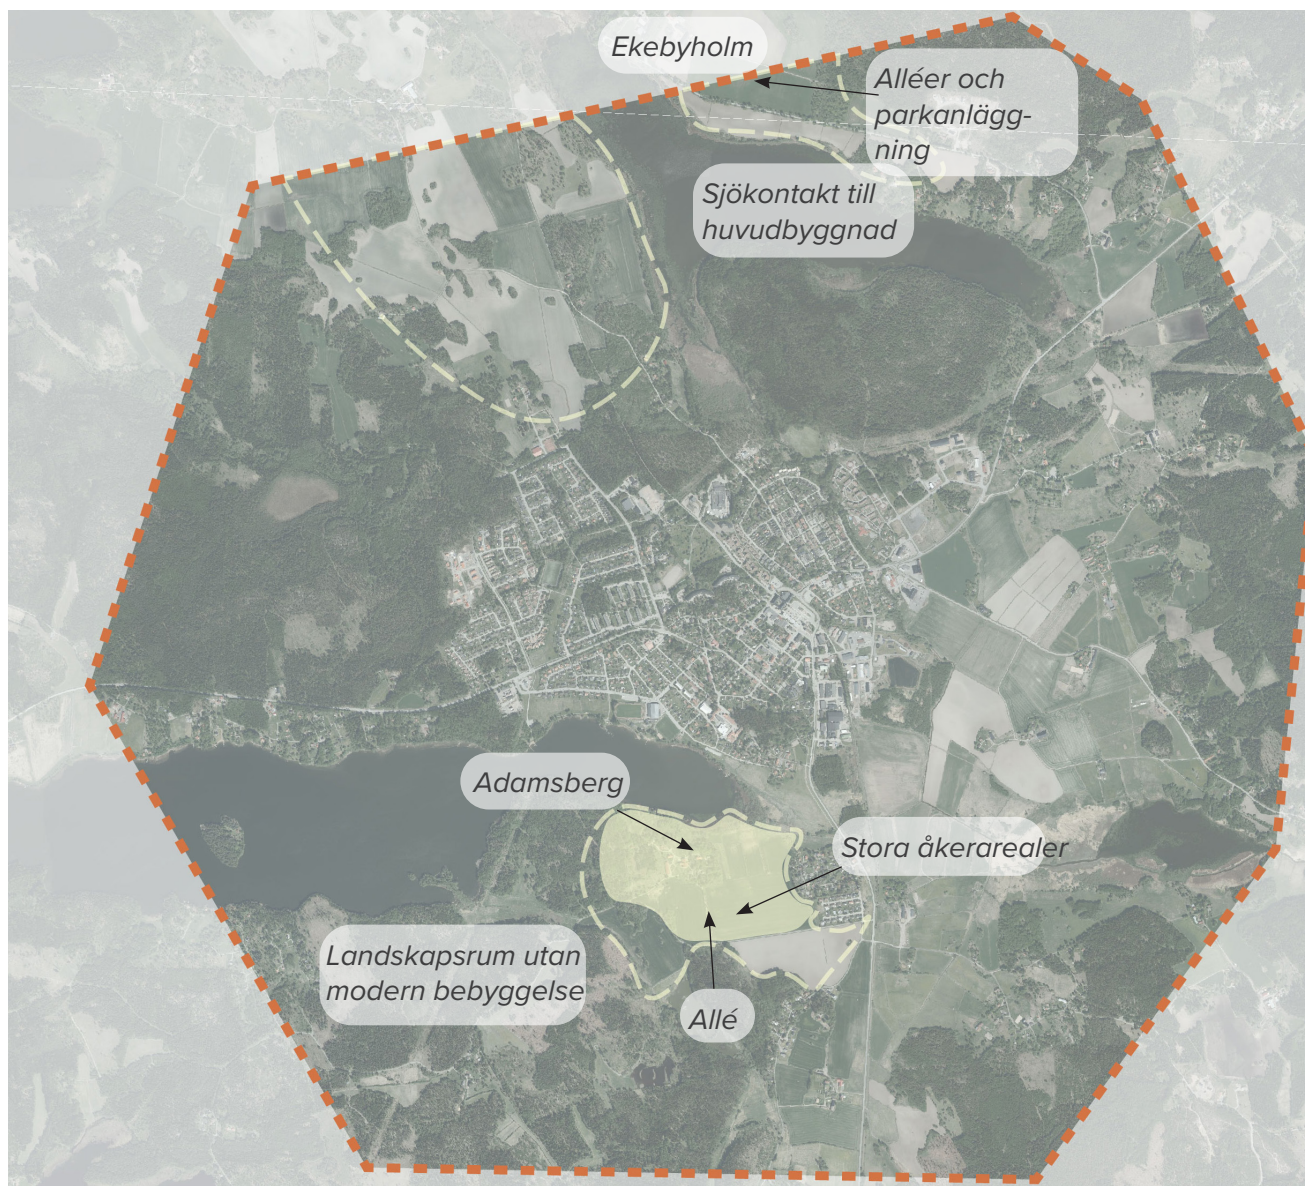 Ekebyholm
Alléer och
parkanlägg-
ning
Sjökontakt till
huvudbyggnad
Adamsberg
Stora åkerarealer
Landskapsrum utan
modern bebyggelse
Allé